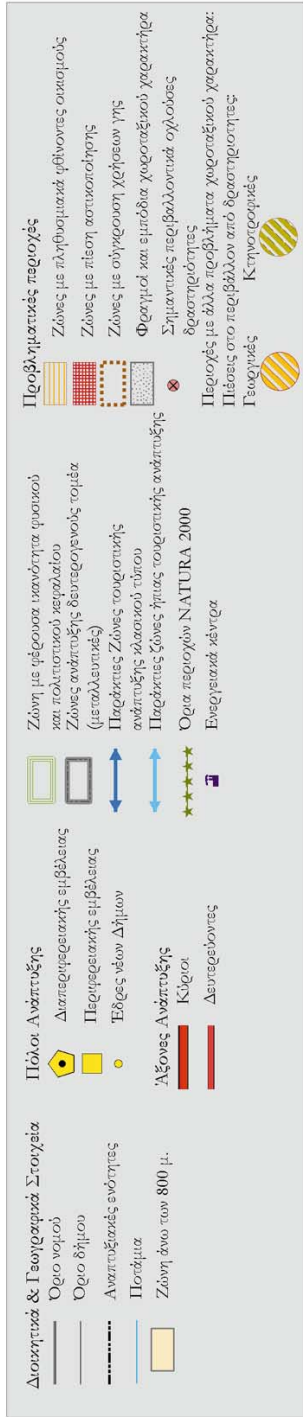 Διοικητικά & Γεωγραφικά Στοιχεία
Όριο νομού
Όριο δήμου
Αναπτυξιακές ενότητες
Ποτάμια
Ζώνη άνω των 800 μ.
Πόλοι Ανάπτυξης
Διαπεριφερειακής εμβέλειας
Περιφερειακής εμβέλειας
Έδρες νέων Δήμων
Άξονες Ανάπτυξης
Κύριοι
Δευτερεύοντες
Ζώνη με φέρουσα ικανότητα φυσικού
και πολιτιστικού κεφαλαίου
Ζώνες ανάπτυξης δευτερογενούς τομέα
(μεταλλευτικές)
Παράκτιες Ζώνες τουριστικής
ανάπτυξης κλασικού τύπου
Παράκτιες ζώνες ήπιες τουριστικής ανάπτυξης
Όρια περιοχών NATURA 2000
Ενεργειακά κέντρα
Προβληματικές περιοχές
Ζώνες με πληθυσμιακά φθίνοντες οικισμούς
Ζώνες με πίεση αστικοποίησης
Ζώνες με σύγκρουση χρήσεων γης
Φραγμοί και εμπόδια χωροταξικού χαρακτήρα
Σημαντικές περιβαλλοντικά οχλούσες
δραστηριότητες
Περιοχές με άλλα προβλήματα χωροταξικού χαρακτήρα:
Πιέσεις στο περιβάλλον από δραστηριότητες:
Γεωργικές
Κτηνοτροφικές